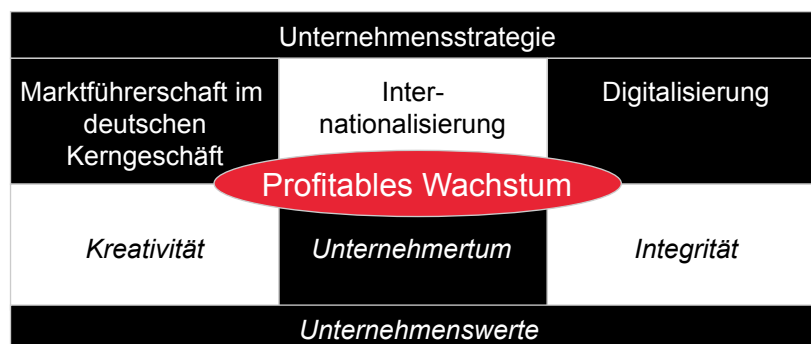 Unternehmensstrategie
Marktführerschaft im
deutschen
Kerngeschäft
Inter-
nationalisierung
Digitalisierung
Profitables Wachstum
Kreativität
Unternehmertum
Integrität
Unternehmenswerte